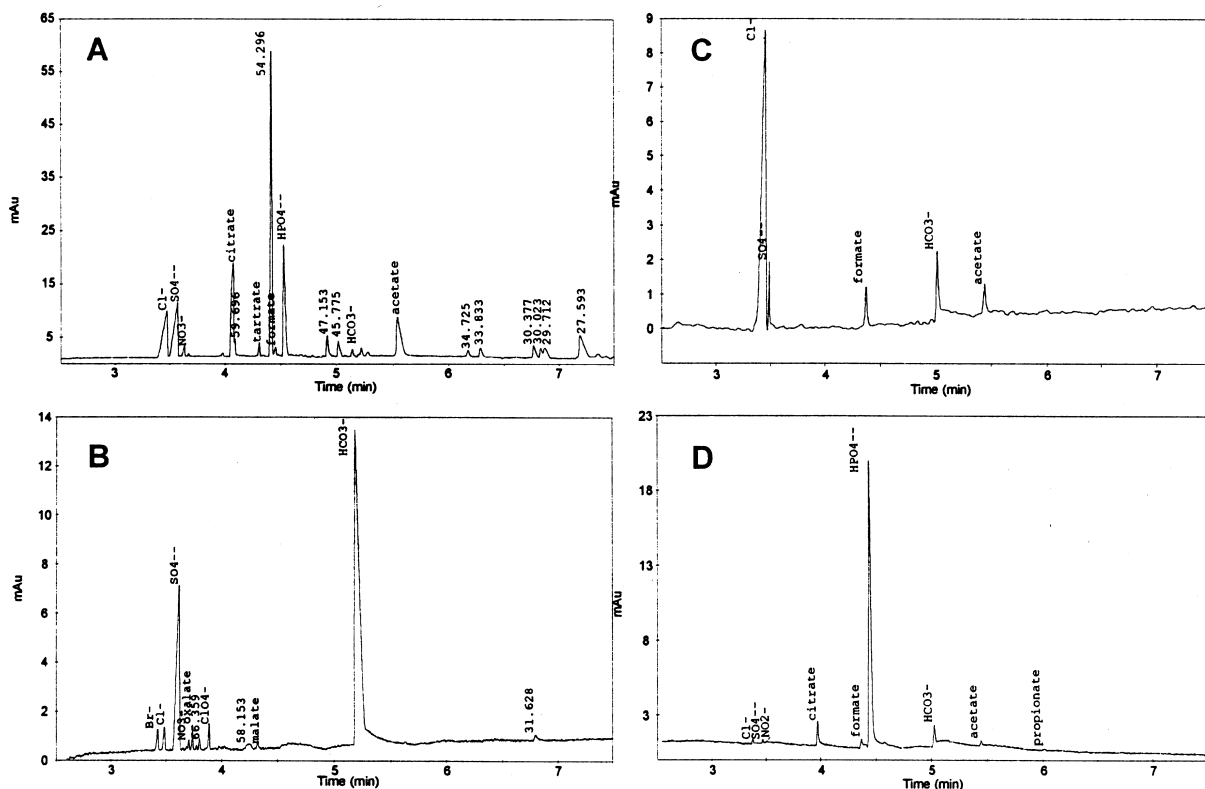 A
65
55
45
35
25
15
5
mAu
Cl-
SO4--
NO3-
citrate
59.696
tartrate
54.296
formate
HPO4--
47.153
45.775
HCO3-
acetate
34.725
33.833
30.377
30.023
29.712
27.593
3 4 5 6 7
Time (min)
C
9
8
7
6
5
4
3
2
1
0
mAu
Cl-
SO4--
formate
HCO3-
acetate
3 4 5 6 7
Time (min)
B
14
12
10
8
6
4
2
0
mAu
Br-
Cl-
SO4--
NO3-
oxalate
66.359
ClO4-
58.153
malate
HCO3-
31.628
3 4 5 6 7
Time (min)
D
23
18
13
8
3
mAu
Cl-
SO4--
NO2-
citrate
formate
HPO4--
HCO3-
acetate
propionate
3 4 5 6 7
Time (min)